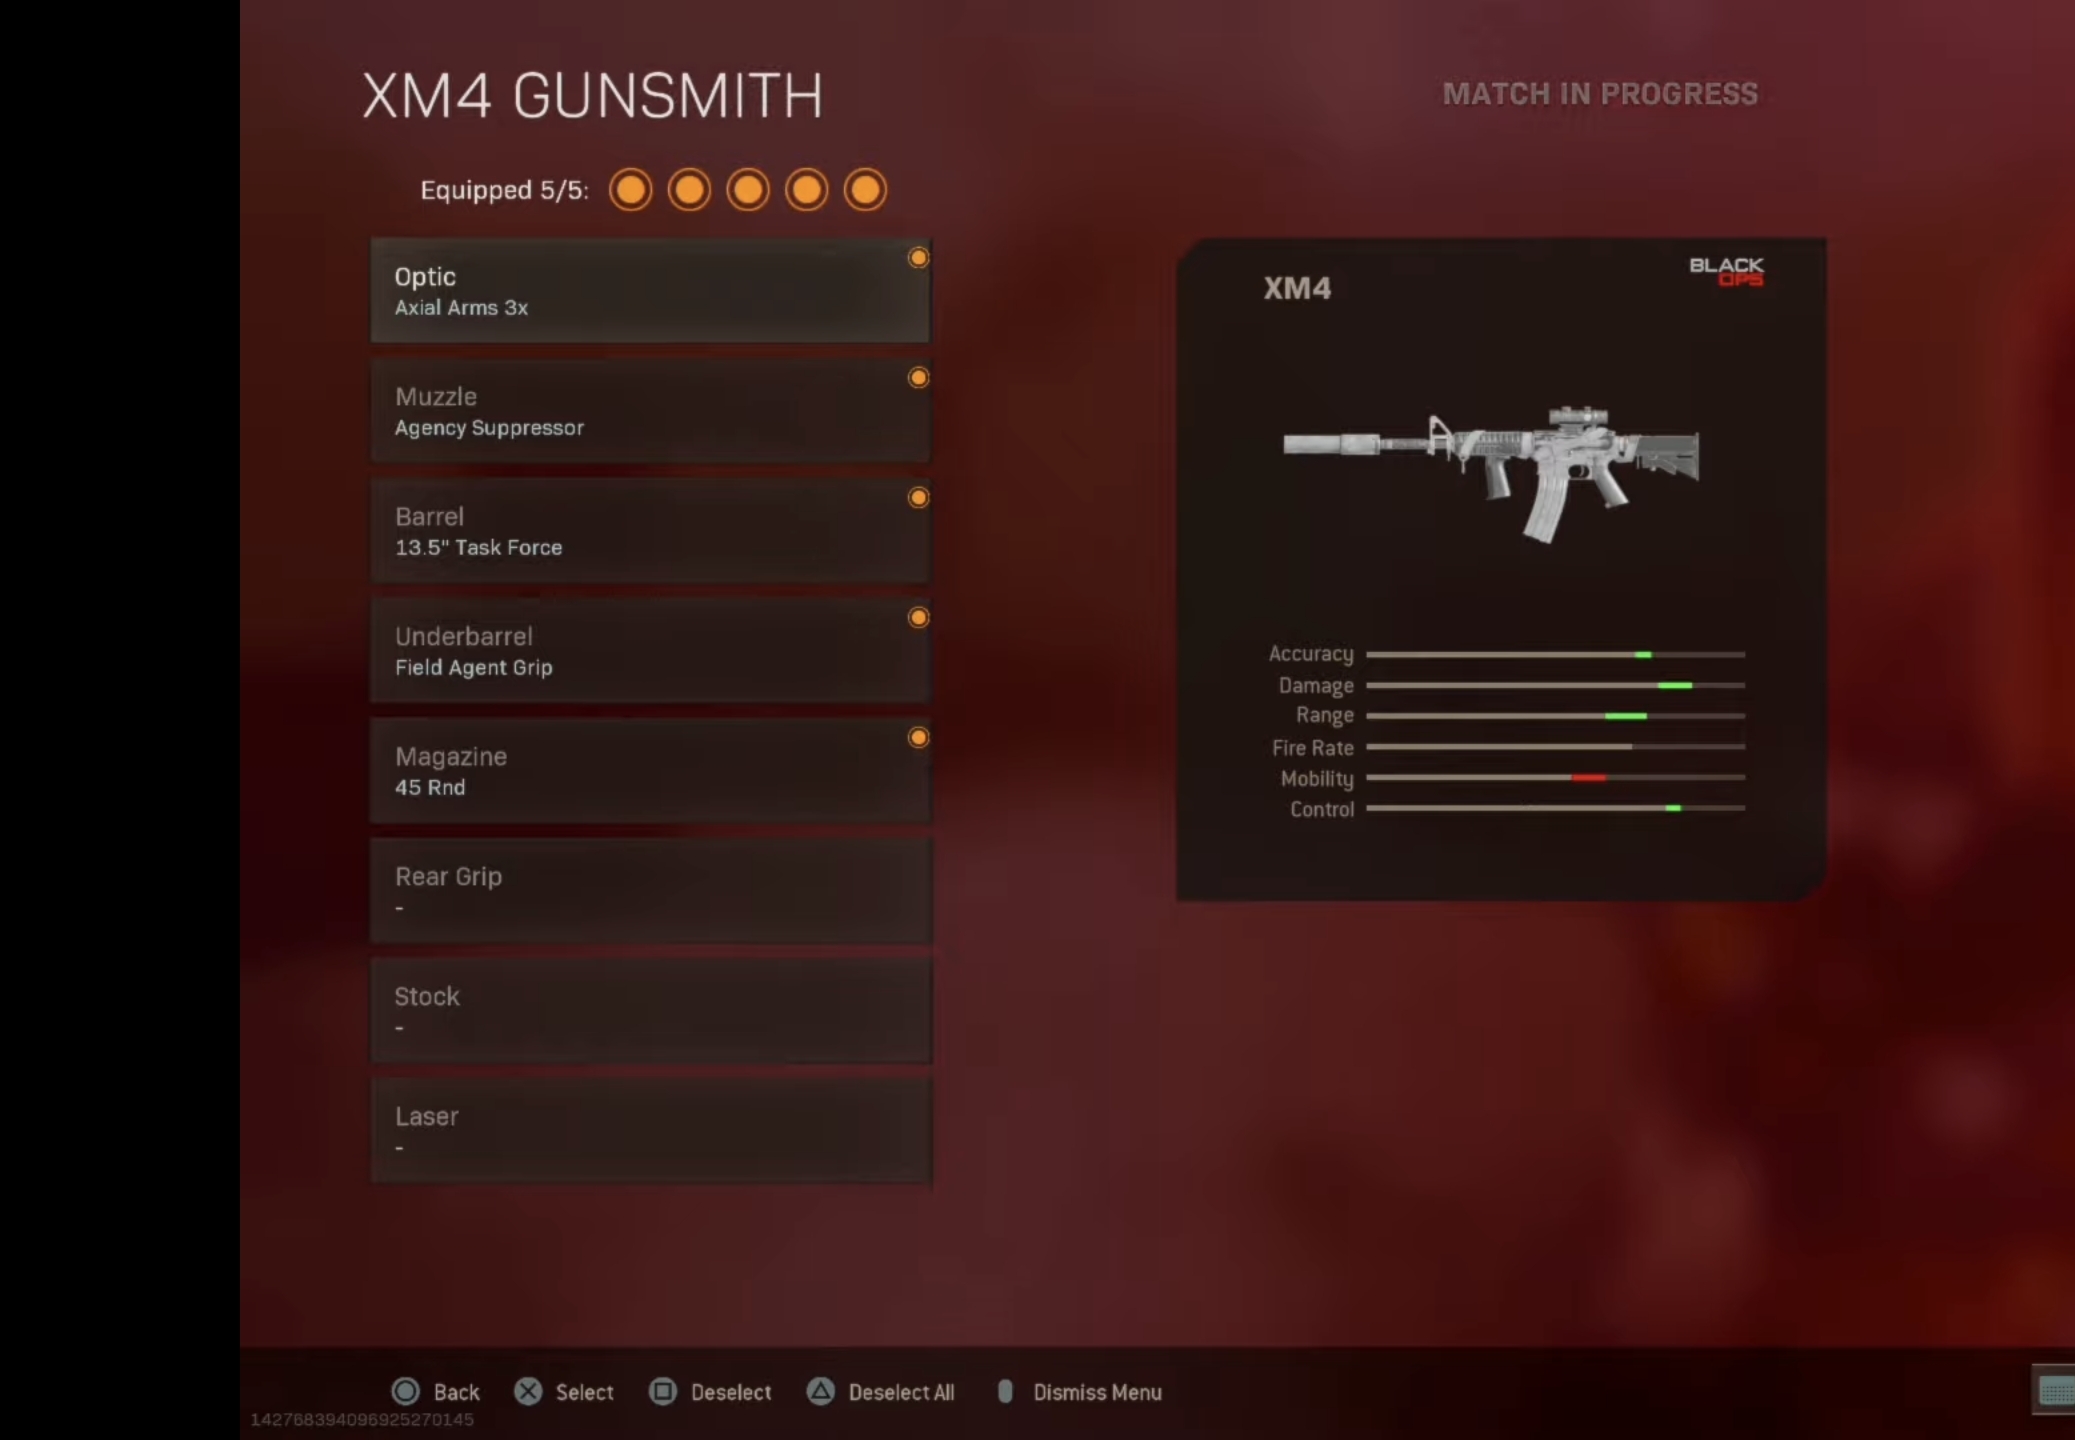 XM4 GUNSMITH
MATCH IN PROGRESS
Equipped 5/5:
Optic
Axial Arms 3x
Muzzle
Agency Suppressor
Barrel
13.5" Task Force
Underbarrel
Field Agent Grip
Magazine
45 Rnd
Rear Grip
-
Stock
-
Laser
-
XM4
BLACK
OPS
Accuracy
Damage
Range
Fire Rate
Mobility
Control
Back
Select
Deselect
Deselect All
Dismiss Menu
142768394096925270145